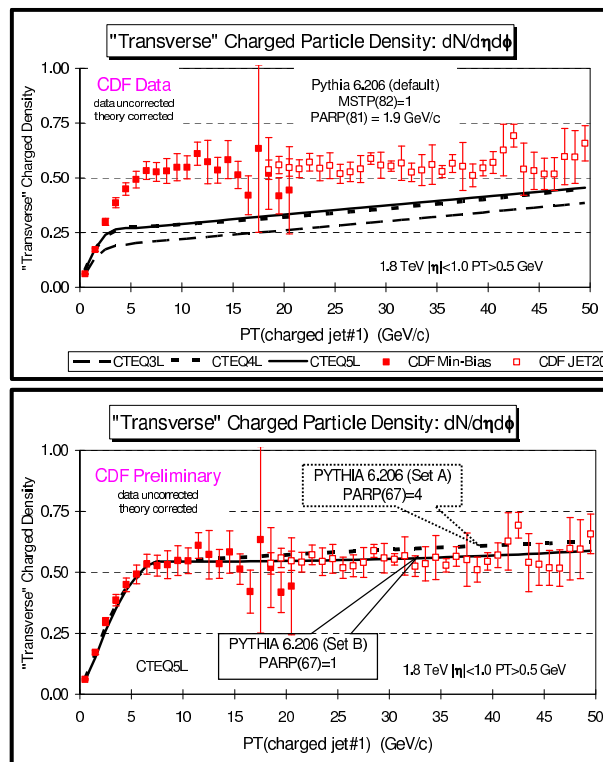 "Transverse" Charged Particle Density: dN/dηdϕ
1.00
0.75
0.50
0.25
0.00
"Transverse" Charged Density
CDF Data
data uncorrected
theory corrected
Pythia 6.206 (default)
MSTP(82)=1
PARP(81) = 1.9 GeV/c
1.8 TeV |η|<1.0 PT>0.5 GeV
0 5 10 15 20 25 30 35 40 45 50
PT(charged jet#1) (GeV/c)
CTEQ3L CTEQ4L CTEQ5L CDF Min-Bias CDF JET20
"Transverse" Charged Particle Density: dN/dηdϕ
1.00
0.75
0.50
0.25
0.00
"Transverse" Charged Density
CDF Preliminary
data uncorrected
theory corrected
PYTHIA 6.206 (Set A)
PARP(67)=4
PYTHIA 6.206 (Set B)
PARP(67)=1
CTEQ5L
1.8 TeV |η|<1.0 PT>0.5 GeV
0 5 10 15 20 25 30 35 40 45 50
PT(charged jet#1) (GeV/c)